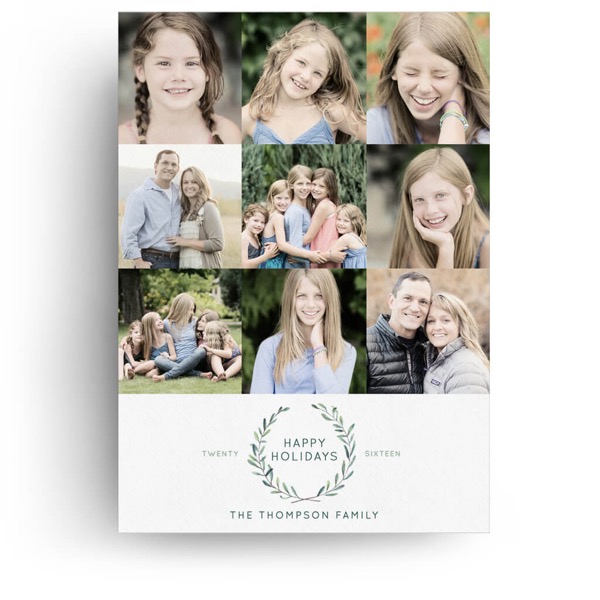 HAPPY
HOLIDAYS
TWENTY
SIXTEEN
THE THOMPSON FAMILY